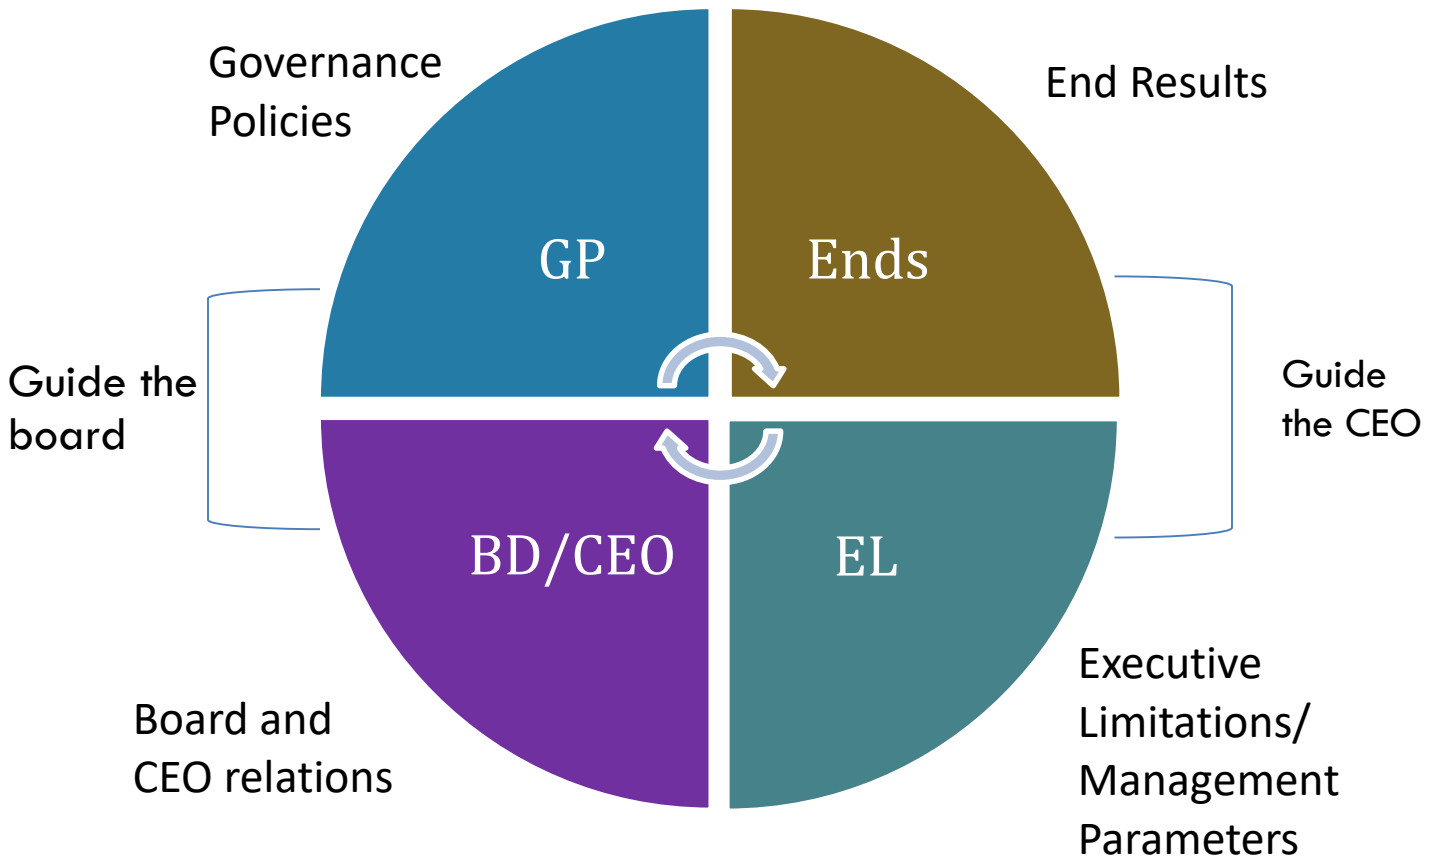 Governance
Policies
End Results
GP
Ends
Guide the
board
Guide
the CEO
BD/CEO
EL
Board and
CEO relations
Executive
Limitations/
Management
Parameters